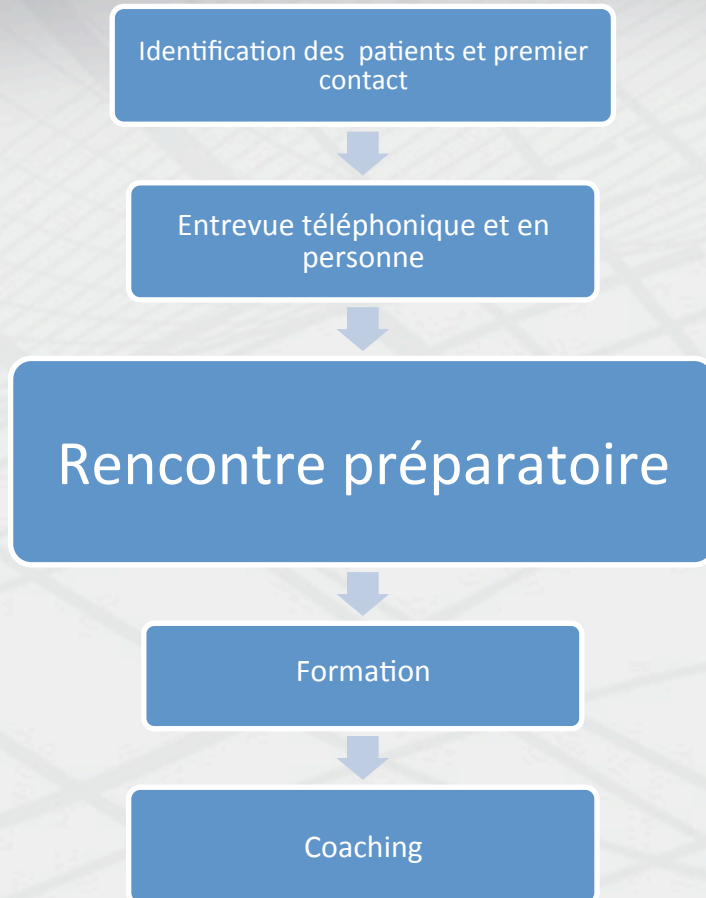 Identification des patients et premier
contact
Entrevue téléphonique et en
personne
Rencontre préparatoire
Formation
Coaching